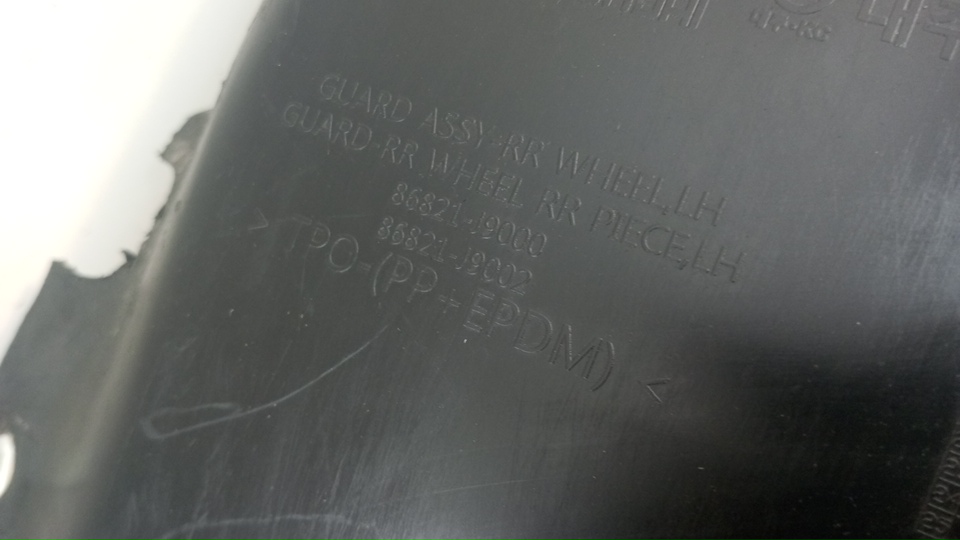 GUARD ASSY-RR WHEEL,LH
GUARD-RR WHEEL RR PIECE,LH
86821-J9000
86821-J9002
> TPO-(PP+EPDM) <